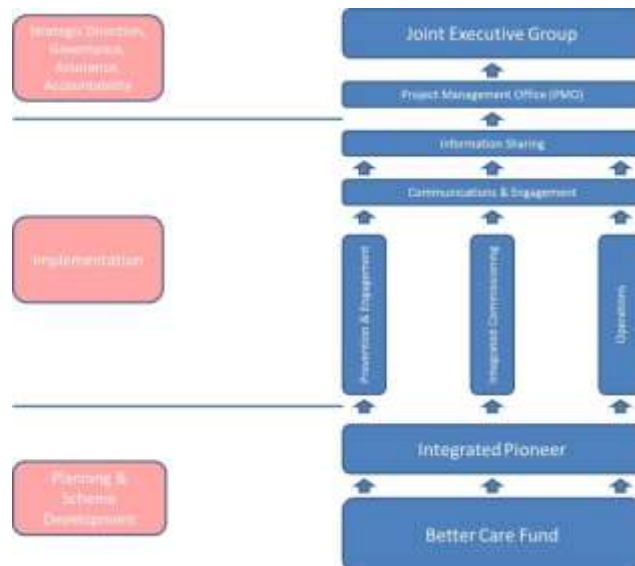 Strategic Direction,
Governance,
Assurance,
Accountability
Joint Executive Group
Project Management Office (PMO)
Information Sharing
Communications & Engagement
Implementation
Prevention & Engagement
Integrated Commissioning
Operations
Integrated Pioneer
Planning &
Scheme
Development
Better Care Fund